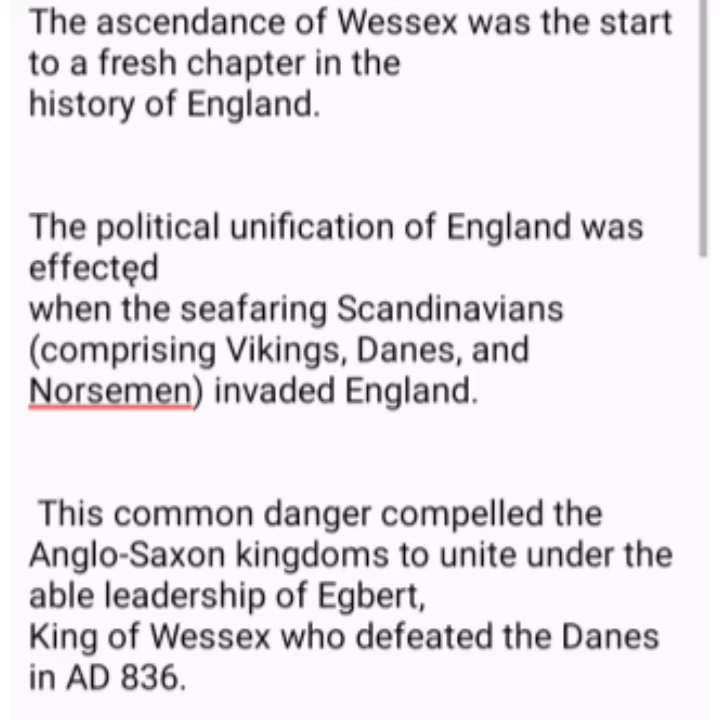 The ascendance of Wessex was the start
to a fresh chapter in the
history of England.
The political unification of England was
effectęd
when the seafaring Scandinavians
(comprising Vikings, Danes, and
Norsemen) invaded England.
This common danger compelled the
Anglo-Saxon kingdoms to unite under the
able leadership of Egbert,
King of Wessex who defeated the Danes
in AD 836.